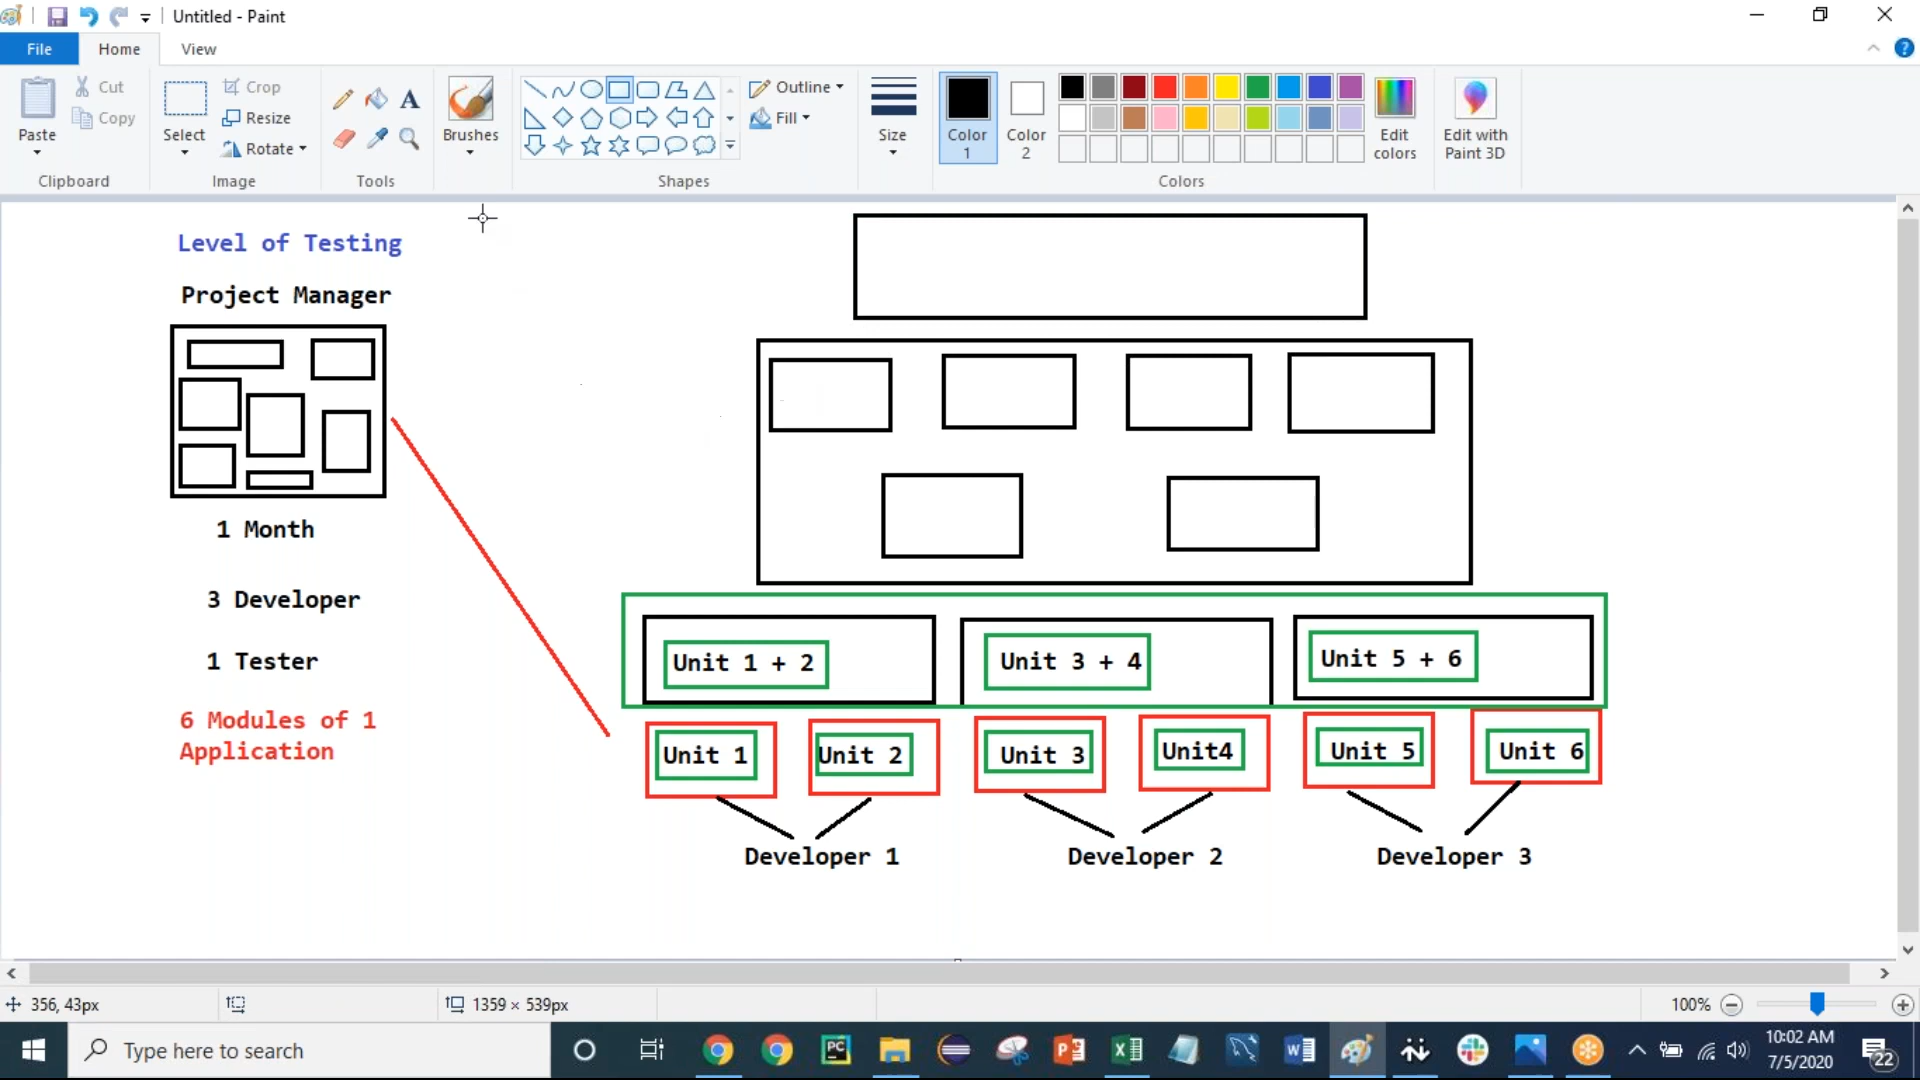 Untitled - Paint
File Home View
Paste
Cut
Copy
Clipboard
Select
Crop
Resize
Rotate
Image
Tools
Brushes
Outline
Fill
Shapes
Size
Color 1
Color 2
Edit colors
Colors
Edit with Paint 3D
Level of Testing
Project Manager
1 Month
3 Developer
1 Tester
6 Modules of 1
Application
Unit 1 + 2
Unit 3 + 4
Unit 5 + 6
Unit 1
Unit 2
Unit 3
Unit4
Unit 5
Unit 6
Developer 1
Developer 2
Developer 3
356, 43px
1359 × 539px
100%
Type here to search
10:02 AM
7/5/2020
22